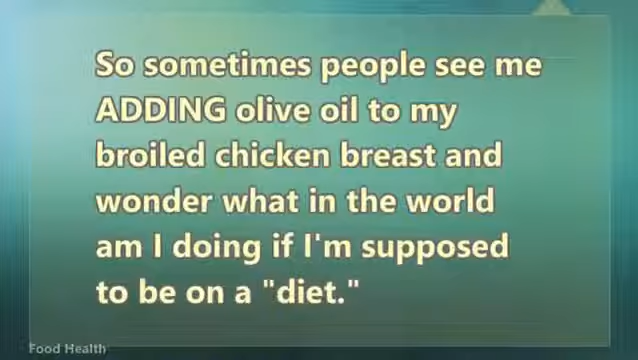 So sometimes people see me
ADDING olive oil to my
broiled chicken breast and
wonder what in the world
am I doing if I'm supposed
to be on a "diet."
Food Health